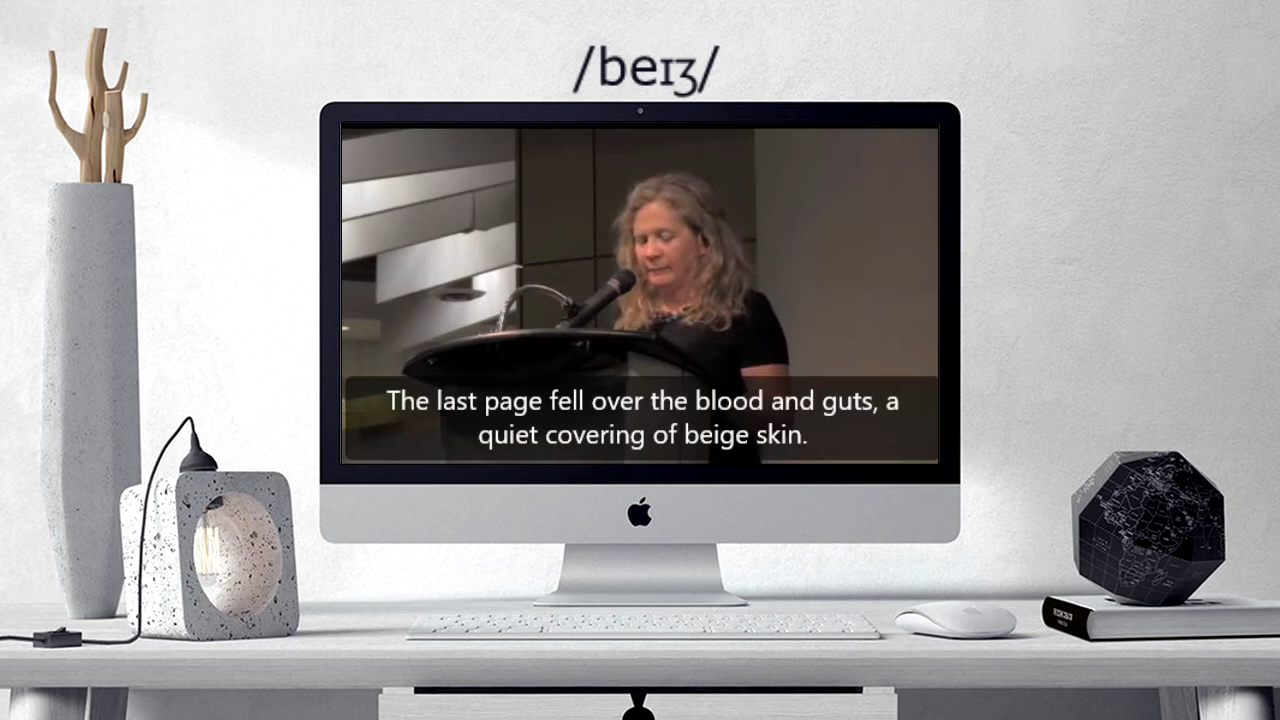 /beɪʒ/
The last page fell over the blood and guts, a
quiet covering of beige skin.